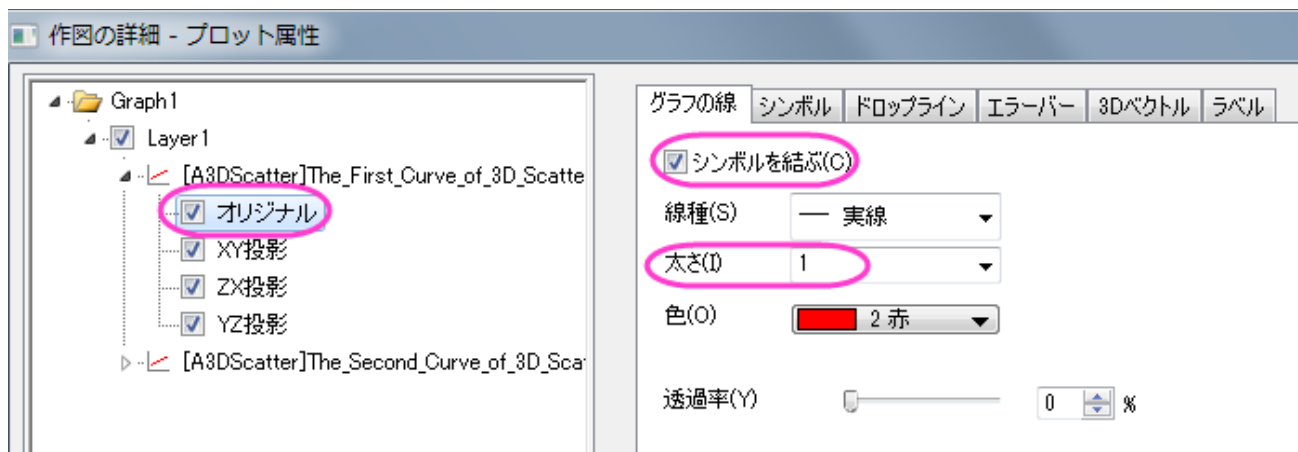 作図の詳細 - プロット属性
Graph1
Layer1
[A3DScatter]The_First_Curve_of_3D_Scatte
オリジナル
XY投影
ZX投影
YZ投影
[A3DScatter]The_Second_Curve_of_3D_Sca
グラフの線 シンボル ドロップライン エラーバー 3Dベクトル ラベル
シンボルを結ぶ(C)
線種(S) 実線
太さ(I) 1
色(O) 2 赤
透過率(Y) 0 %